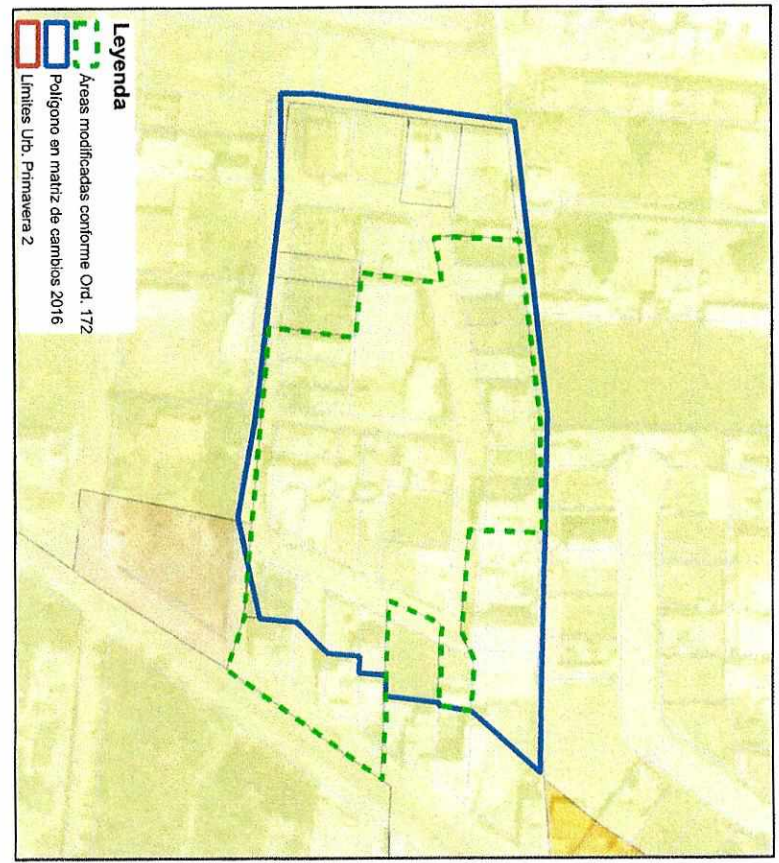 Leyenda
Áreas modificadas conforme Ord. 172
Polígono en matriz de cambios 2016
Límites Urb. Primavera 2